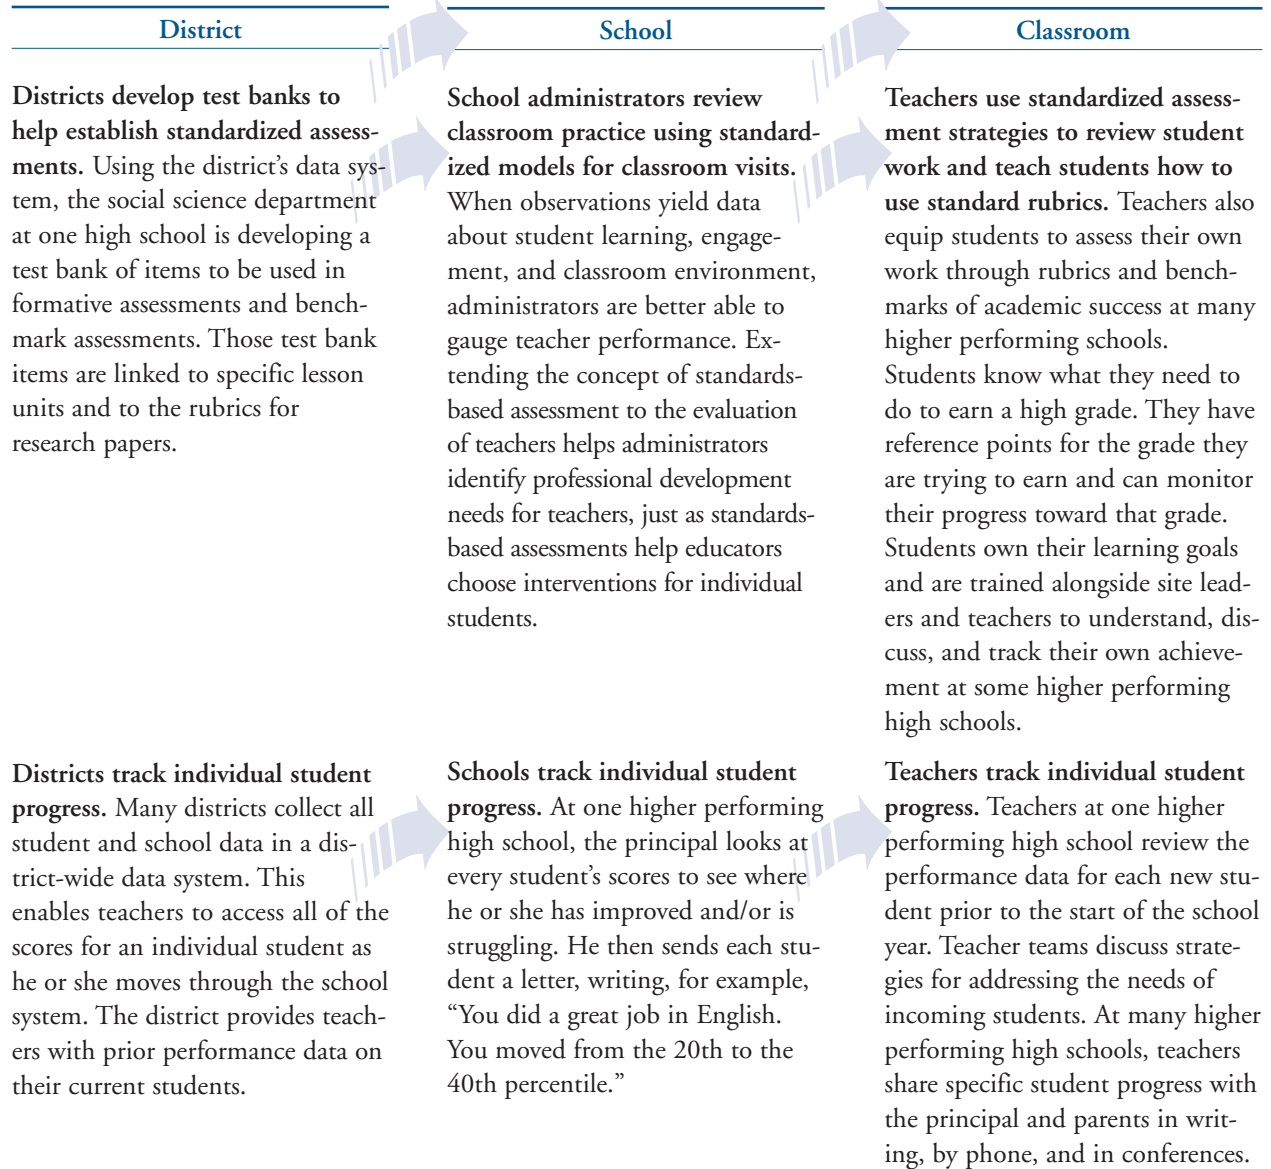 District
School
Classroom
Districts develop test banks to
help establish standardized assess-
ments. Using the district’s data sys-
tem, the social science department
at one high school is developing a
test bank of items to be used in
formative assessments and bench-
mark assessments. Those test bank
items are linked to specific lesson
units and to the rubrics for
research papers.
School administrators review
classroom practice using standard-
ized models for classroom visits.
When observations yield data
about student learning, engage-
ment, and classroom environment,
administrators are better able to
gauge teacher performance. Ex-
tending the concept of standards-
based assessment to the evaluation
of teachers helps administrators
identify professional development
needs for teachers, just as standards-
based assessments help educators
choose interventions for individual
students.
Teachers use standardized assess-
ment strategies to review student
work and teach students how to
use standard rubrics. Teachers also
equip students to assess their own
work through rubrics and bench-
marks of academic success at many
higher performing schools.
Students know what they need to
do to earn a high grade. They have
reference points for the grade they
are trying to earn and can monitor
their progress toward that grade.
Students own their learning goals
and are trained alongside site lead-
ers and teachers to understand, dis-
cuss, and track their own achieve-
ment at some higher performing
high schools.
Districts track individual student
progress. Many districts collect all
student and school data in a dis-
trict-wide data system. This
enables teachers to access all of the
scores for an individual student as
he or she moves through the school
system. The district provides teach-
ers with prior performance data on
their current students.
Schools track individual student
progress. At one higher performing
high school, the principal looks at
every student’s scores to see where
he or she has improved and/or is
struggling. He then sends each stu-
dent a letter, writing, for example,
“You did a great job in English.
You moved from the 20th to the
40th percentile.”
Teachers track individual student
progress. Teachers at one higher
performing high school review the
performance data for each new stu-
dent prior to the start of the school
year. Teacher teams discuss strate-
gies for addressing the needs of
incoming students. At many higher
performing high schools, teachers
share specific student progress with
the principal and parents in writ-
ing, by phone, and in conferences.